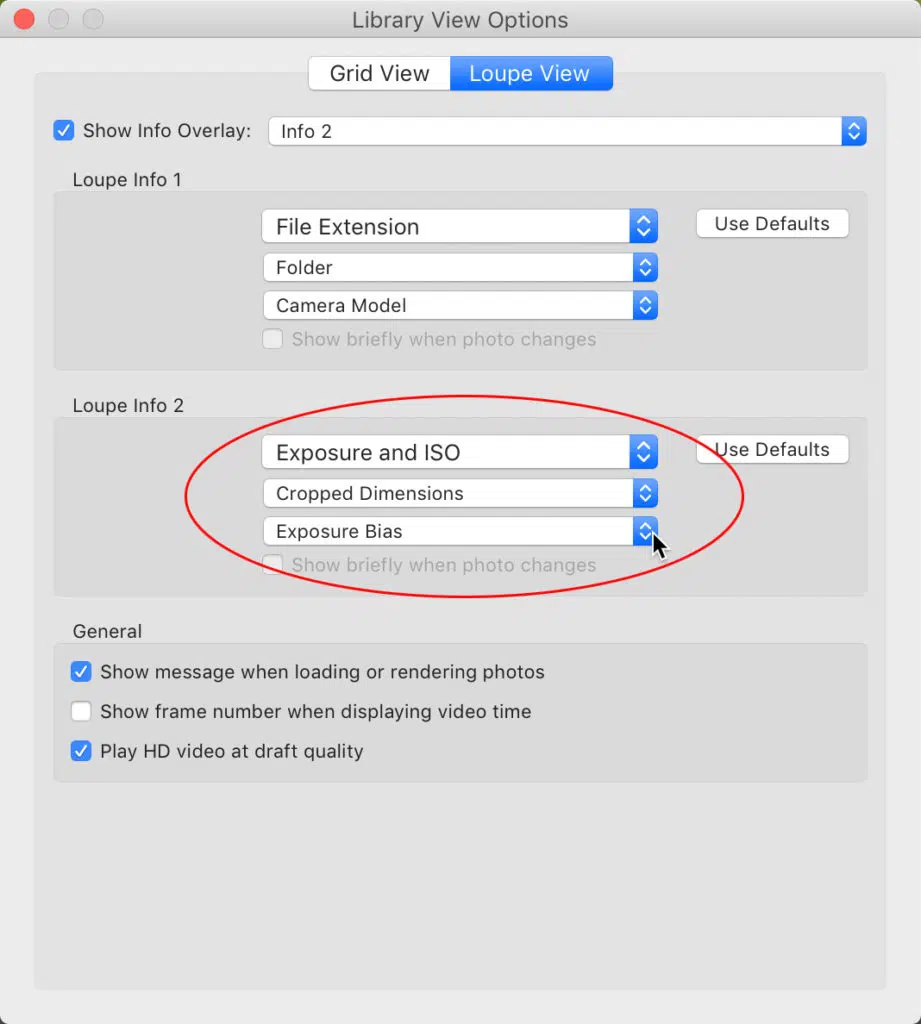 Library View Options
Grid View Loupe View
Show Info Overlay: Info 2
Loupe Info 1
File Extension Use Defaults
Folder
Camera Model
Show briefly when photo changes
Loupe Info 2
Exposure and ISO Use Defaults
Cropped Dimensions
Exposure Bias
Show briefly when photo changes
General
Show message when loading or rendering photos
Show frame number when displaying video time
Play HD video at draft quality